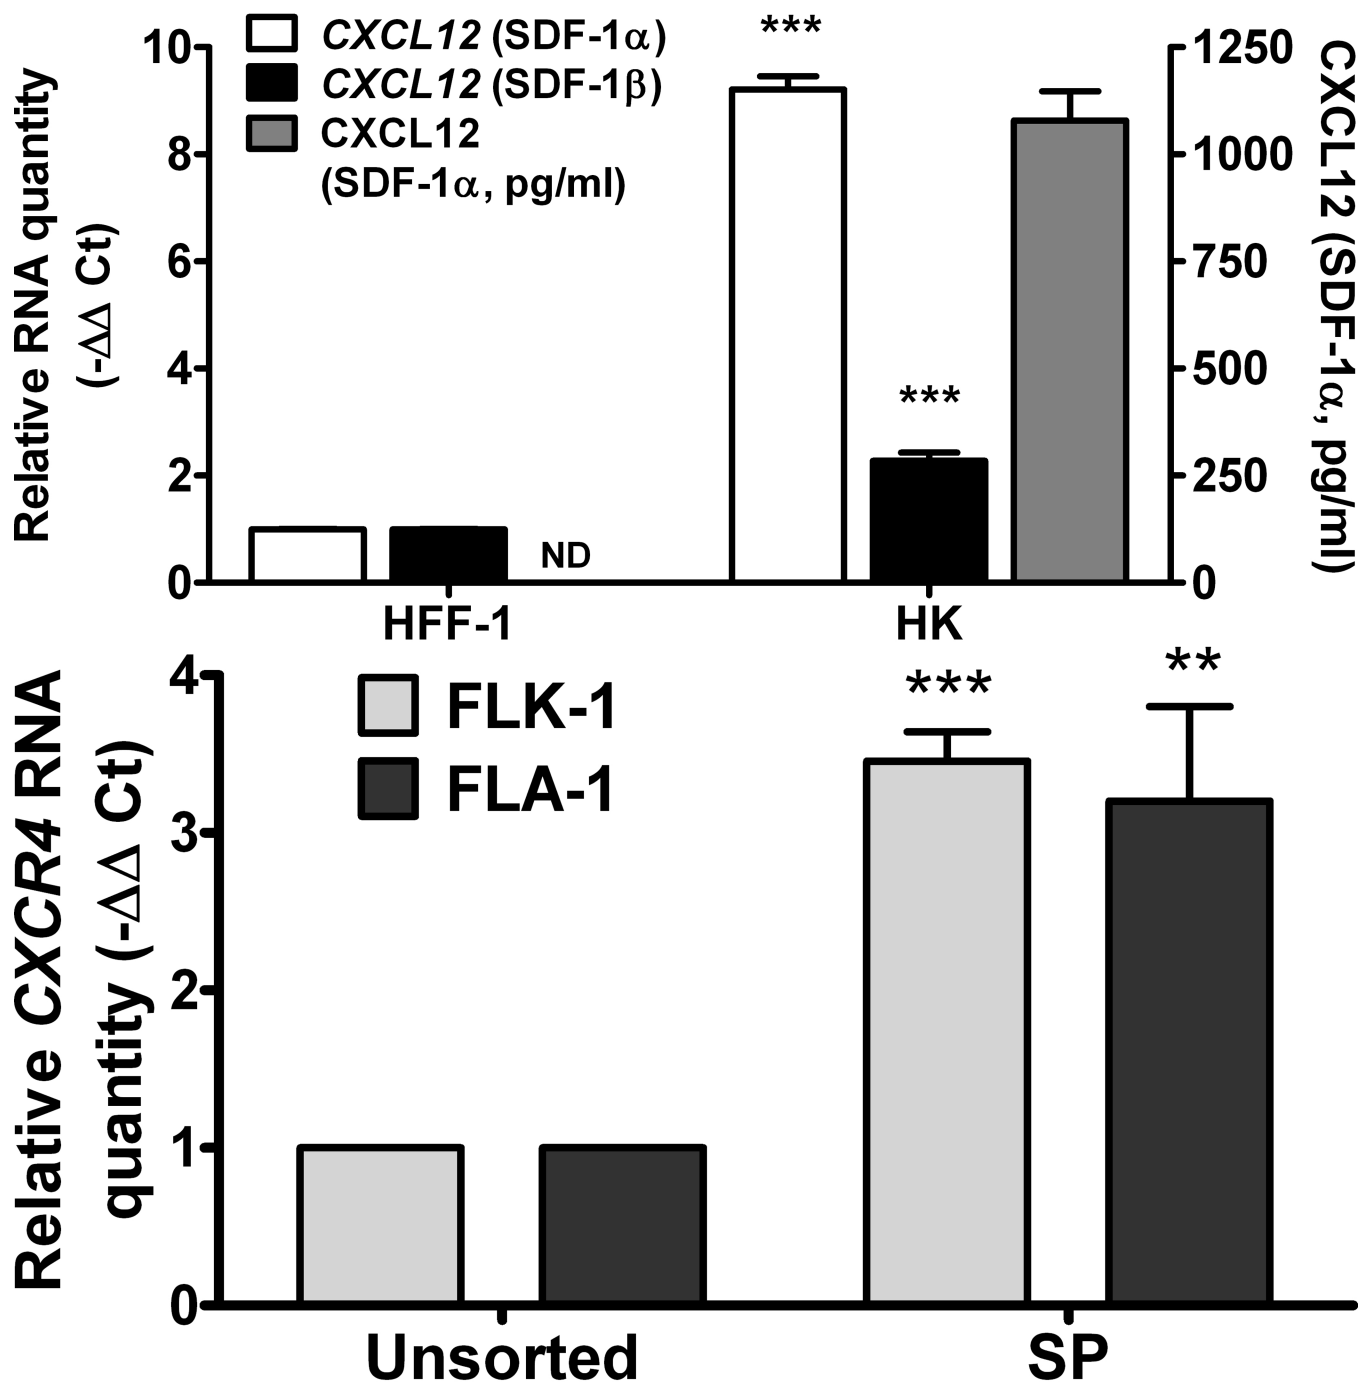 CXCL12 (SDF-1α)
CXCL12 (SDF-1β)
CXCL12
(SDF-1α, pg/ml)
Relative RNA quantity
(-ΔΔ Ct)
10
8
6
4
2
0
***
***
ND
HFF-1
HK
1250
1000
750
500
250
0
CXCL12 (SDF-1α, pg/ml)
Relative CXCR4 RNA
quantity (-ΔΔ Ct)
4
3
2
1
0
FLK-1
FLA-1
***
**
Unsorted
SP